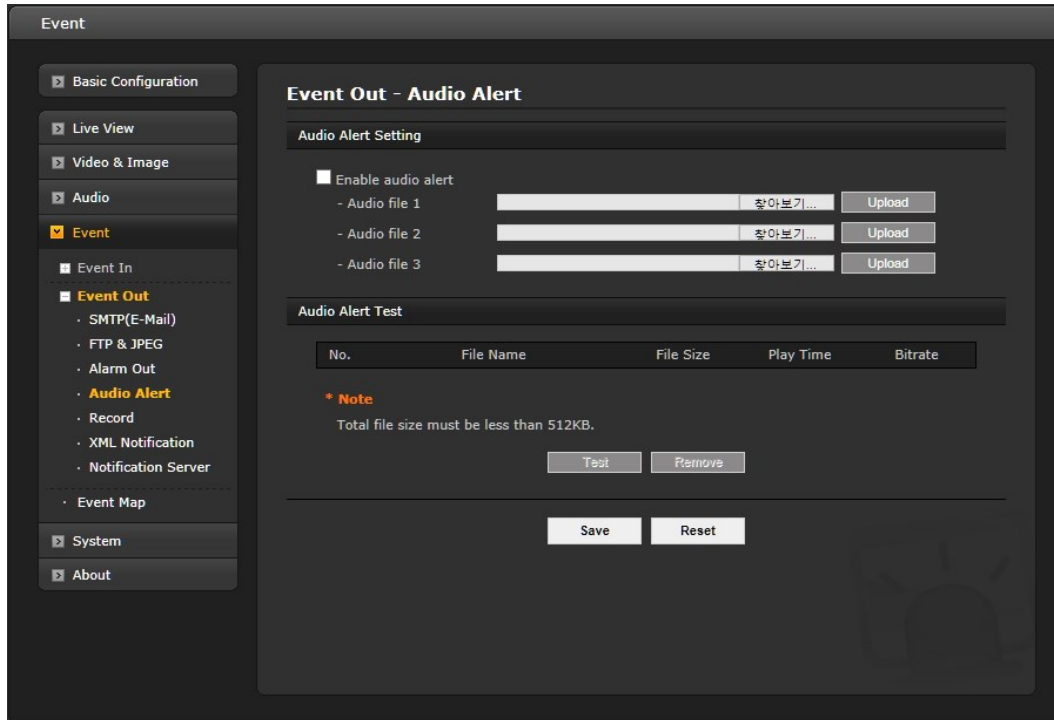 Event
Basic Configuration
Live View
Video & Image
Audio
Event
Event In
Event Out
· SMTP(E-Mail)
· FTP & JPEG
· Alarm Out
· Audio Alert
· Record
· XML Notification
· Notification Server
· Event Map
System
About
Event Out - Audio Alert
Audio Alert Setting
Enable audio alert
- Audio file 1 찾아보기... Upload
- Audio file 2 찾아보기... Upload
- Audio file 3 찾아보기... Upload
Audio Alert Test
No. File Name File Size Play Time Bitrate
* Note
Total file size must be less than 512KB.
Test Remove
Save Reset